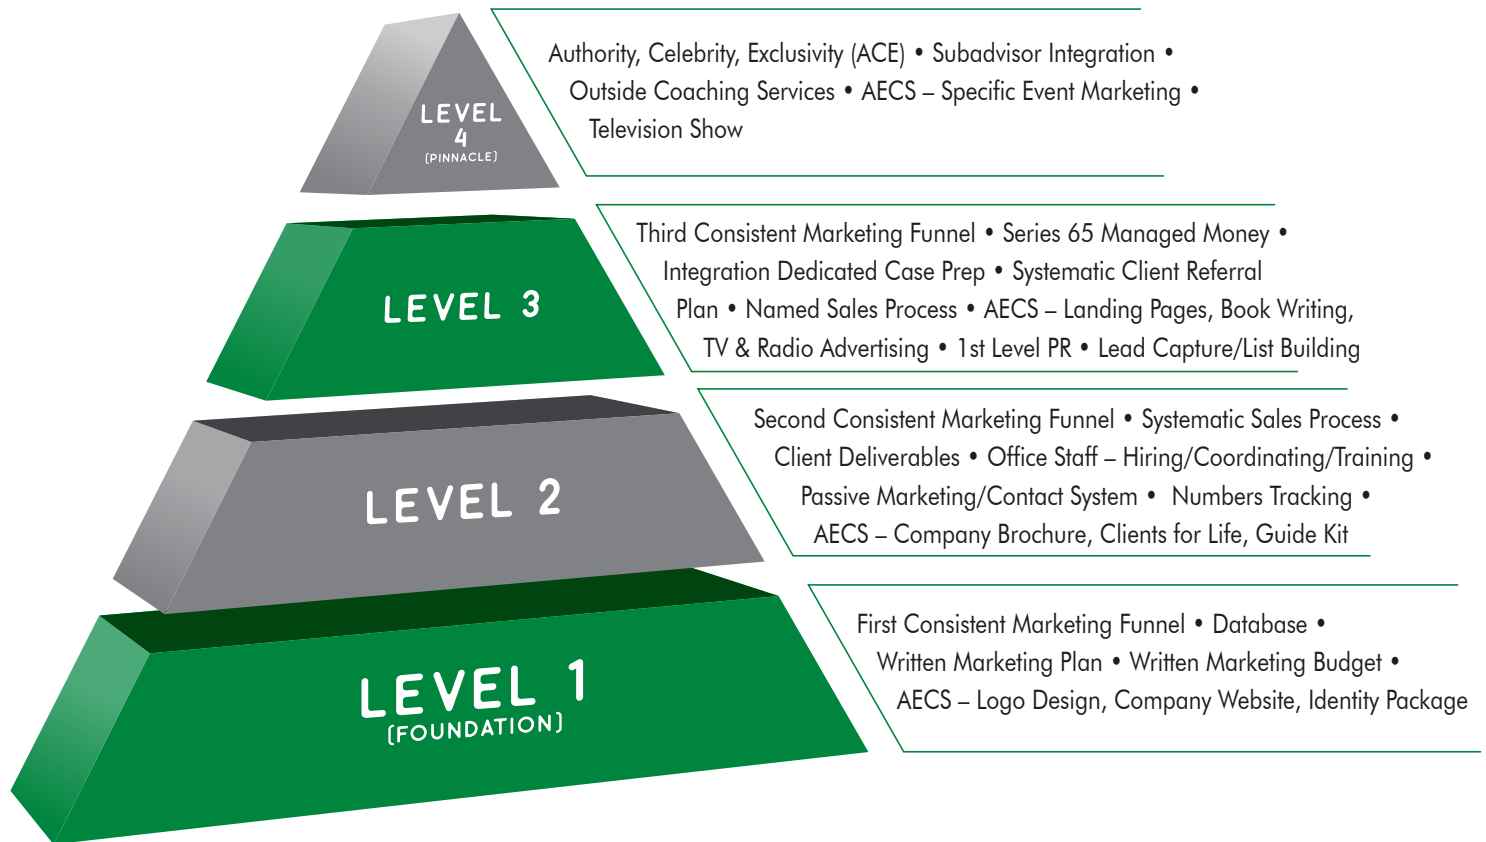 LEVEL
4
(PINNACLE)
Authority, Celebrity, Exclusivity (ACE) • Subadvisor Integration •
Outside Coaching Services • AECS – Specific Event Marketing •
Television Show
LEVEL 3
Third Consistent Marketing Funnel • Series 65 Managed Money •
Integration Dedicated Case Prep • Systematic Client Referral
Plan • Named Sales Process • AECS – Landing Pages, Book Writing,
TV & Radio Advertising • 1st Level PR • Lead Capture/List Building
LEVEL 2
Second Consistent Marketing Funnel • Systematic Sales Process •
Client Deliverables • Office Staff – Hiring/Coordinating/Training •
Passive Marketing/Contact System • Numbers Tracking •
AECS – Company Brochure, Clients for Life, Guide Kit
LEVEL 1
(FOUNDATION)
First Consistent Marketing Funnel • Database •
Written Marketing Plan • Written Marketing Budget •
AECS – Logo Design, Company Website, Identity Package